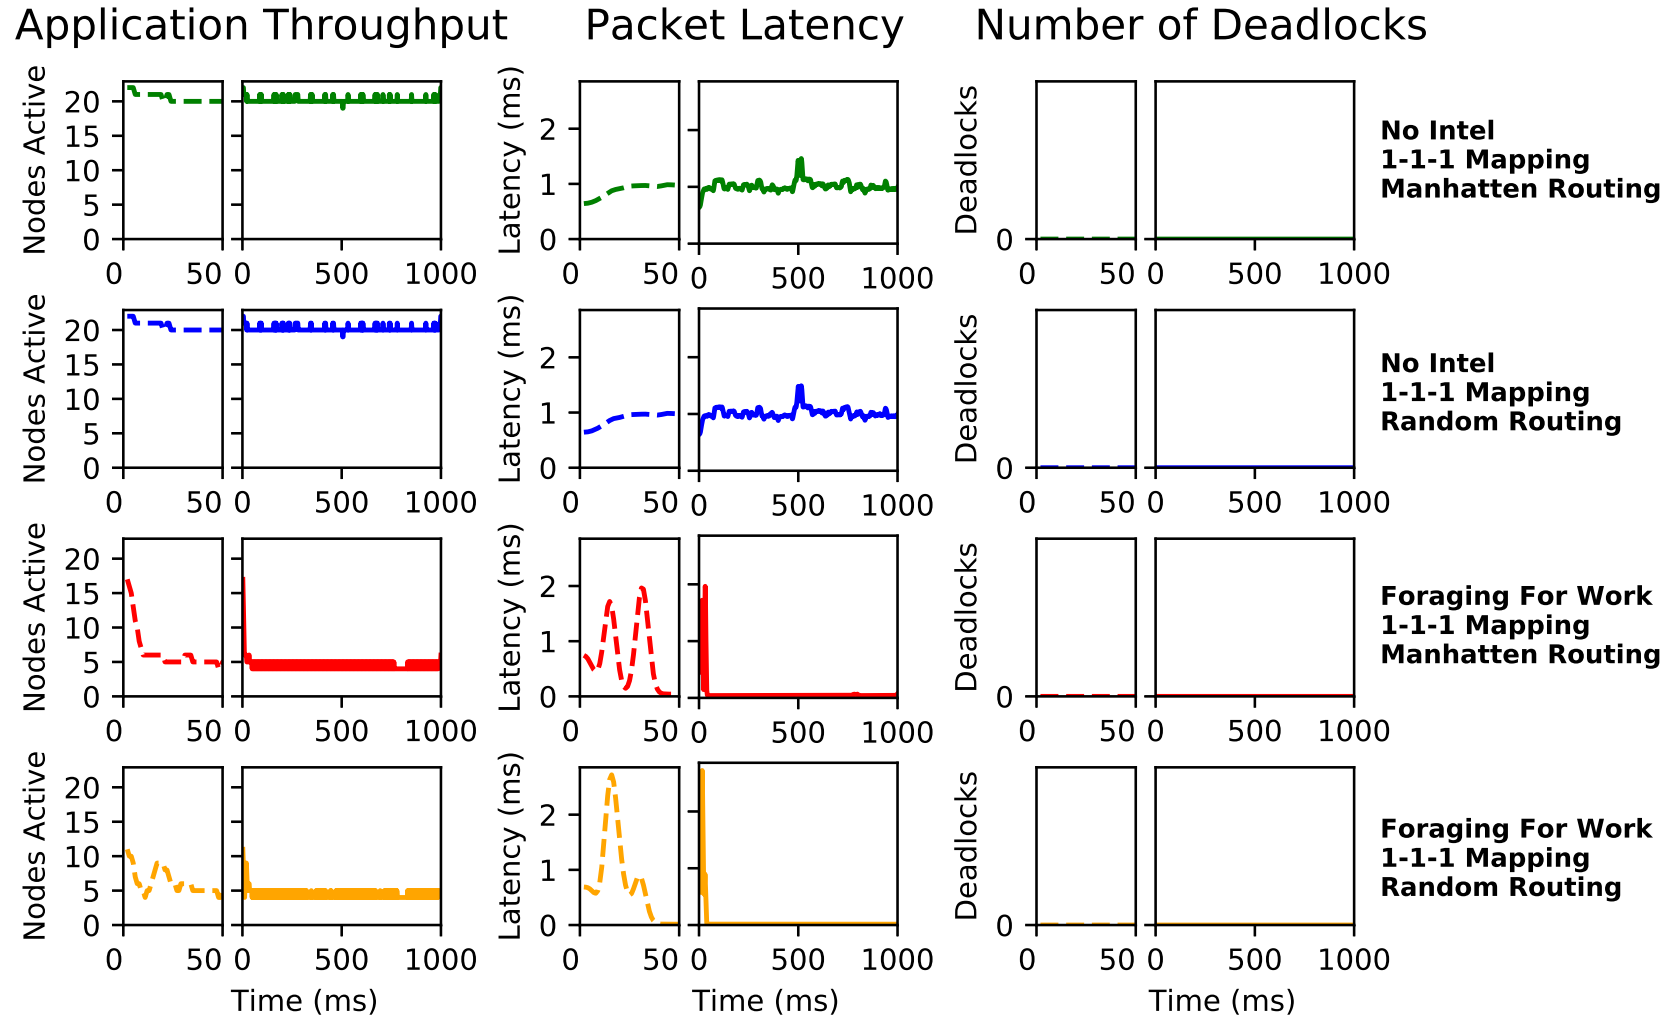 Application Throughput Packet Latency Number of Deadlocks
Nodes Active
20
15
10
5
0
0 50 0 500 1000
Latency (ms)
2
1
0
0 50 0 500 1000
Deadlocks
0
0 50 0 500 1000
No Intel
1-1-1 Mapping
Manhatten Routing
Nodes Active
20
15
10
5
0
0 50 0 500 1000
Latency (ms)
2
1
0
0 50 0 500 1000
Deadlocks
0
0 50 0 500 1000
No Intel
1-1-1 Mapping
Random Routing
Nodes Active
20
15
10
5
0
0 50 0 500 1000
Latency (ms)
2
1
0
0 50 0 500 1000
Deadlocks
0
0 50 0 500 1000
Foraging For Work
1-1-1 Mapping
Manhatten Routing
Nodes Active
20
15
10
5
0
0 50 0 500 1000
Latency (ms)
2
1
0
0 50 0 500 1000
Deadlocks
0
0 50 0 500 1000
Foraging For Work
1-1-1 Mapping
Random Routing
Time (ms) Time (ms) Time (ms)